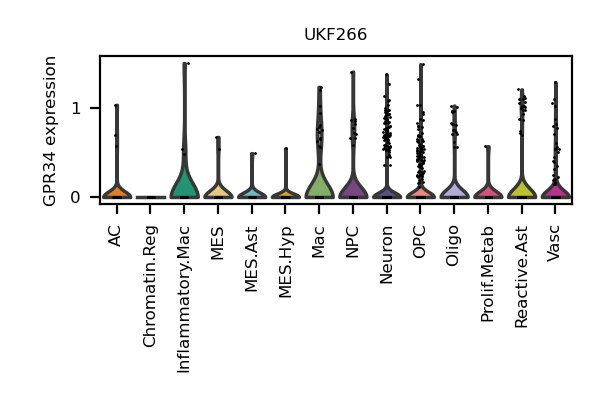 UKF266
GPR34 expression
1
0
AC
Chromatin.Reg
Inflammatory.Mac
MES
MES.Ast
MES.Hyp
Mac
NPC
Neuron
OPC
Oligo
Prolif.Metab
Reactive.Ast
Vasc